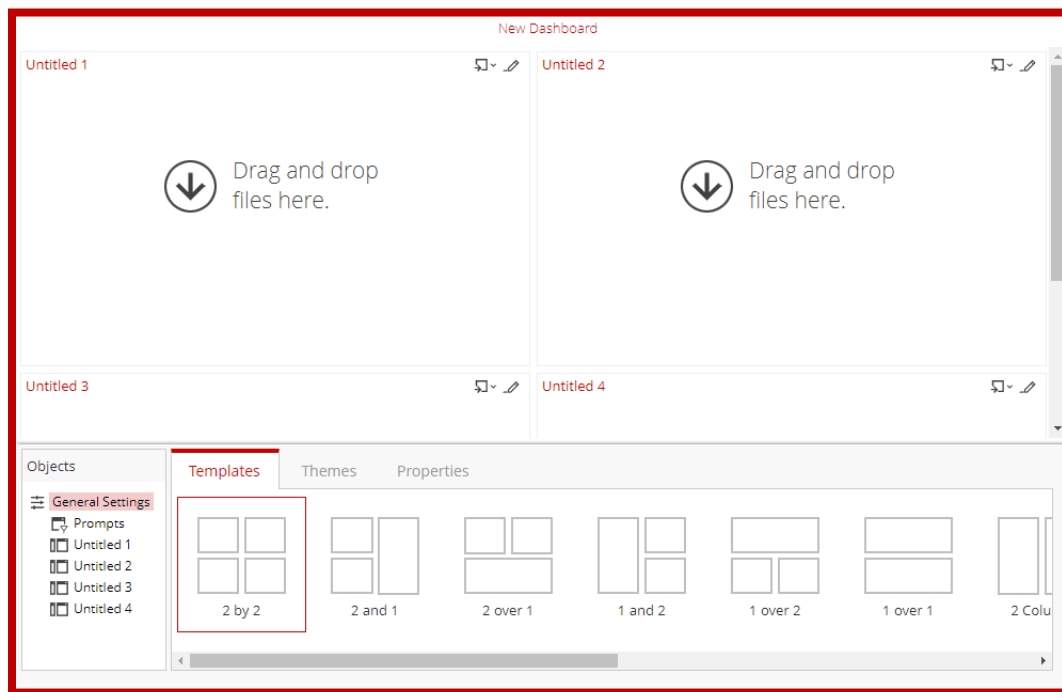 New Dashboard
Untitled 1
Untitled 2
Drag and drop
files here.
Drag and drop
files here.
Untitled 3
Untitled 4
Objects
General Settings
Prompts
Untitled 1
Untitled 2
Untitled 3
Untitled 4
Templates
Themes
Properties
2 by 2
2 and 1
2 over 1
1 and 2
1 over 2
1 over 1
2 Colu